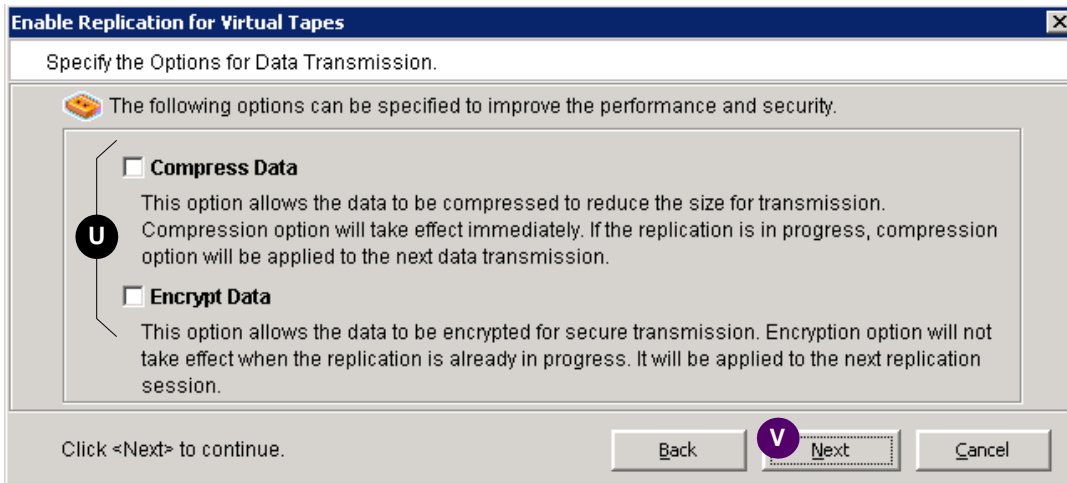 Enable Replication for Virtual Tapes
Specify the Options for Data Transmission.
The following options can be specified to improve the performance and security.
Compress Data
This option allows the data to be compressed to reduce the size for transmission.
Compression option will take effect immediately. If the replication is in progress, compression
option will be applied to the next data transmission.
U
Encrypt Data
This option allows the data to be encrypted for secure transmission. Encryption option will not
take effect when the replication is already in progress. It will be applied to the next replication
session.
Click <Next> to continue.
Back
V
Next
Cancel